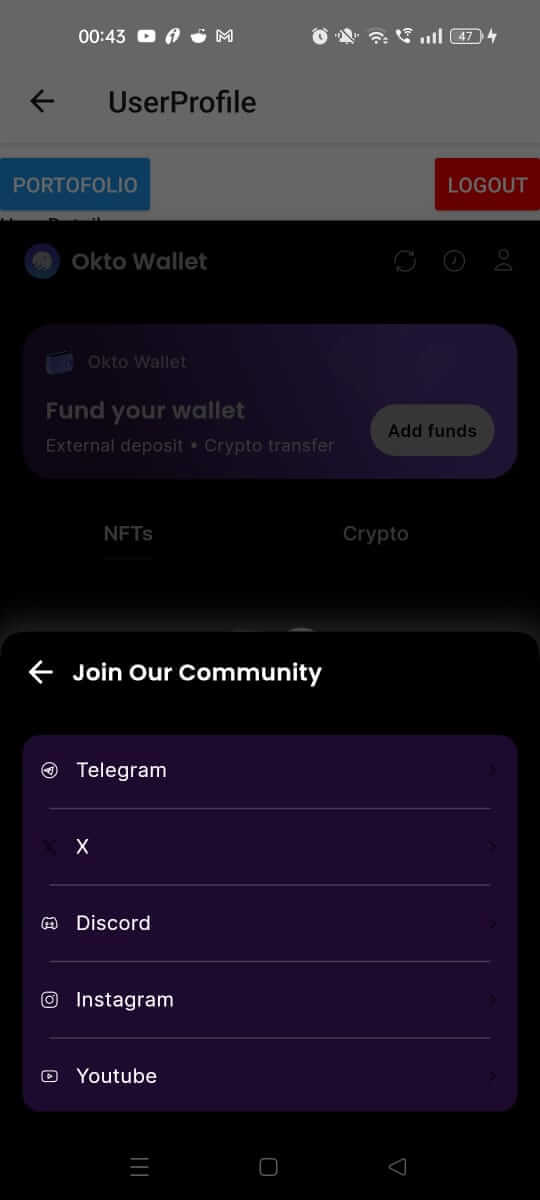 00:43
47
UserProfile
PORTOFOLIO
LOGOUT
Okto Wallet
Okto Wallet
Fund your wallet
External deposit • Crypto transfer
Add funds
NFTs
Crypto
Join Our Community
Telegram
X
Discord
Instagram
Youtube